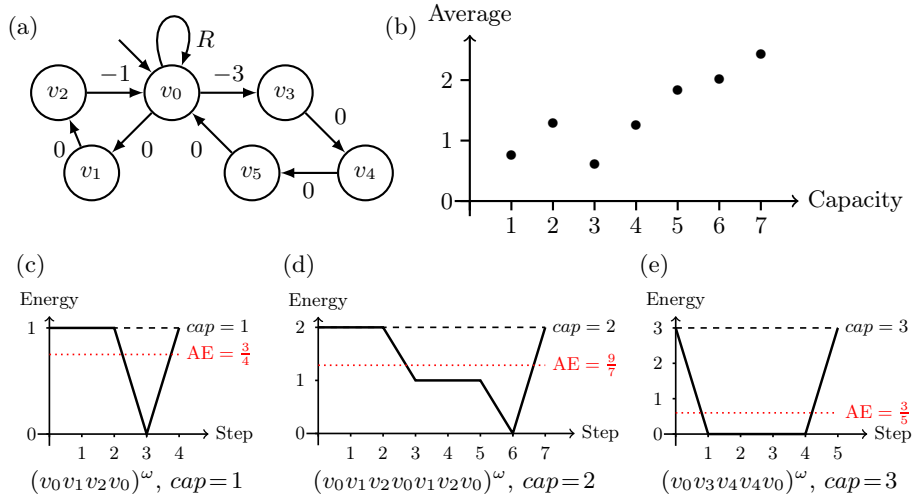 (a)
R
v2
−1
v0
−3
v3
0
0
0
0
0
v1
v5
v4
(b)
Average
2
1
0
1 2 3 4 5 6 7
Capacity
(c)
Energy
1
cap = 1
AE = 3/4
0
1 2 3 4
Step
(v0v1v2v0)^ω, cap=1
(d)
Energy
2
cap = 2
AE = 9/7
1
0
1 2 3 4 5 6 7
Step
(v0v1v2v0v1v2v0)^ω, cap=2
(e)
Energy
3
cap = 3
2
1
AE = 3/5
0
1 2 3 4 5
Step
(v0v3v4v4v0)^ω, cap=3